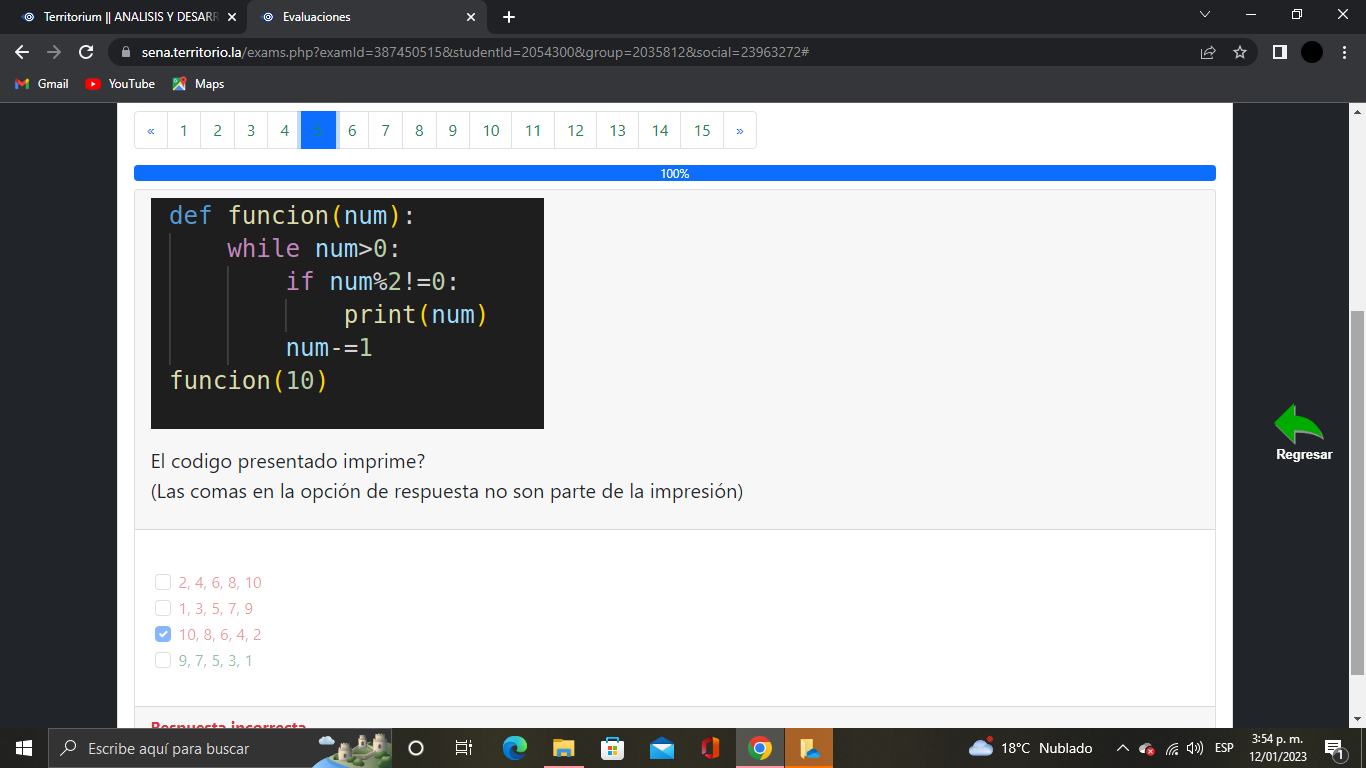 Territorium || ANALISIS Y DESARR
Evaluaciones
sena.territorio.la/exams.php?examId=387450515&studentId=2054300&group=2035812&social=23963272#
Gmail
YouTube
Maps
« 1 2 3 4 6 7 8 9 10 11 12 13 14 15 »
100%
def funcion(num):
while num>0:
if num%2!=0:
print(num)
num-=1
funcion(10)
El codigo presentado imprime?
(Las comas en la opción de respuesta no son parte de la impresión)
2, 4, 6, 8, 10
1, 3, 5, 7, 9
10, 8, 6, 4, 2
9, 7, 5, 3, 1
Respuesta incorrecta
Regresar
Escribe aquí para buscar
18°C Nublado
ESP
3:54 p. m.
12/01/2023
1